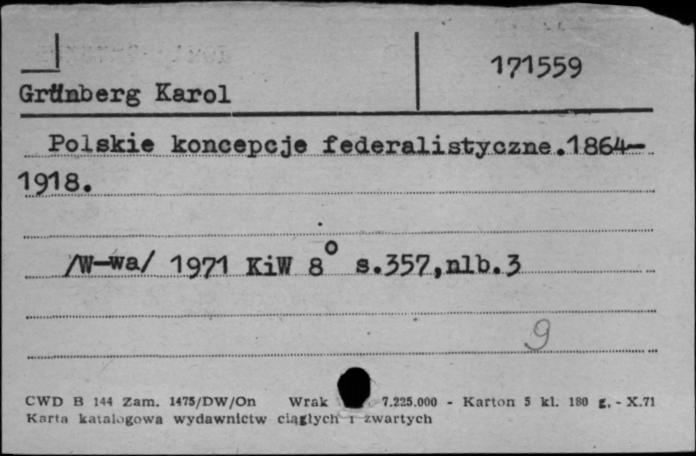 171559
Grünberg Karol
Polskie koncepcje federalistyczne.1864-
1918.
/W-wa/ 1971 KiW 8° s.357,nlb.3
9
CWD B 144 Zam. 1475/DW/On Wrak 7.225.000 - Karton 5 kl. 180 g. - X.71
Karta katalogowa wydawnictw ciągłych i zwartych